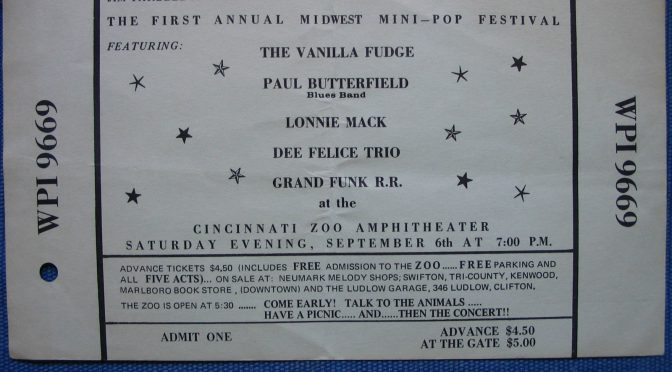 THE FIRST ANNUAL MIDWEST MINI-POP FESTIVAL
FEATURING:
THE VANILLA FUDGE
PAUL BUTTERFIELD
Blues Band
LONNIE MACK
DEE FELICE TRIO
GRAND FUNK R.R.
at the
CINCINNATI ZOO AMPHITHEATER
SATURDAY EVENING, SEPTEMBER 6th AT 7:00 P.M.
ADVANCE TICKETS $4,50 (INCLUDES FREE ADMISSION TO THE ZOO ..... FREE PARKING and
ALL FIVE ACTS)... ON SALE AT: NEUMARK MELODY SHOPS; SWIFTON, TRI-COUNTY, KENWOOD,
MARLBORO BOOK STORE , (DOWNTOWN) AND THE LUDLOW GARAGE, 346 LUDLOW, CLIFTON.
THE ZOO IS OPEN AT 5:30 ....... COME EARLY! TALK TO THE ANIMALS .....
HAVE A PICNIC..... AND......THEN THE CONCERT!!
ADMIT ONE
ADVANCE $4.50
AT THE GATE $5.00
WPI 9669
WPI 9669